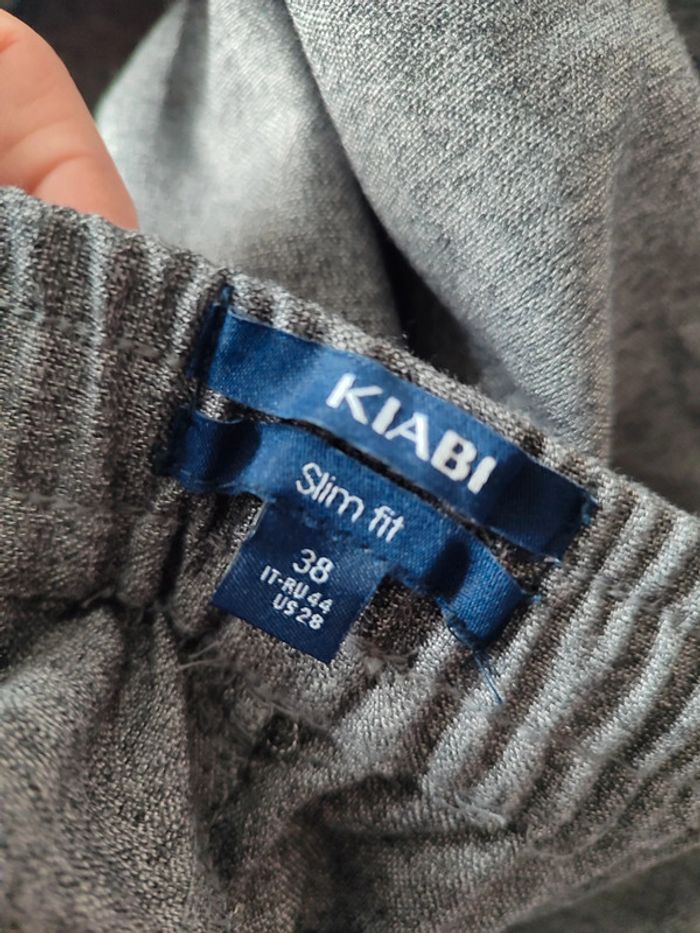 KIABI
Slim fit
38
IT-RU 44
US 28